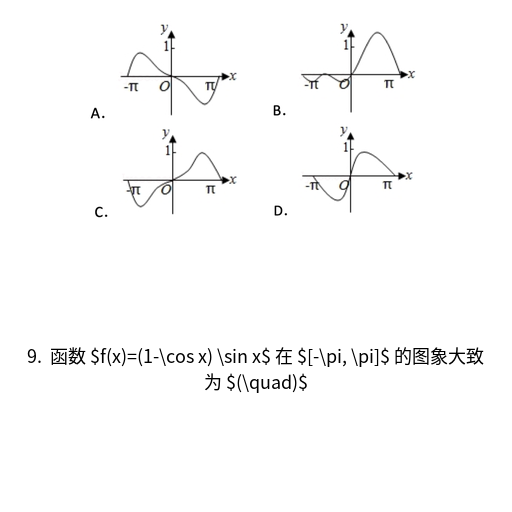 y
y
1
1
-π
O
π
x
-π
O
π
x
A.
B.
y
y
1
1
-π
O
π
x
-π
O
π
x
C.
D.
9. 函数 $f(x)=(1-\cos x) \sin x$ 在 $[-\pi, \pi]$ 的图象大致
为 $(\quad)$